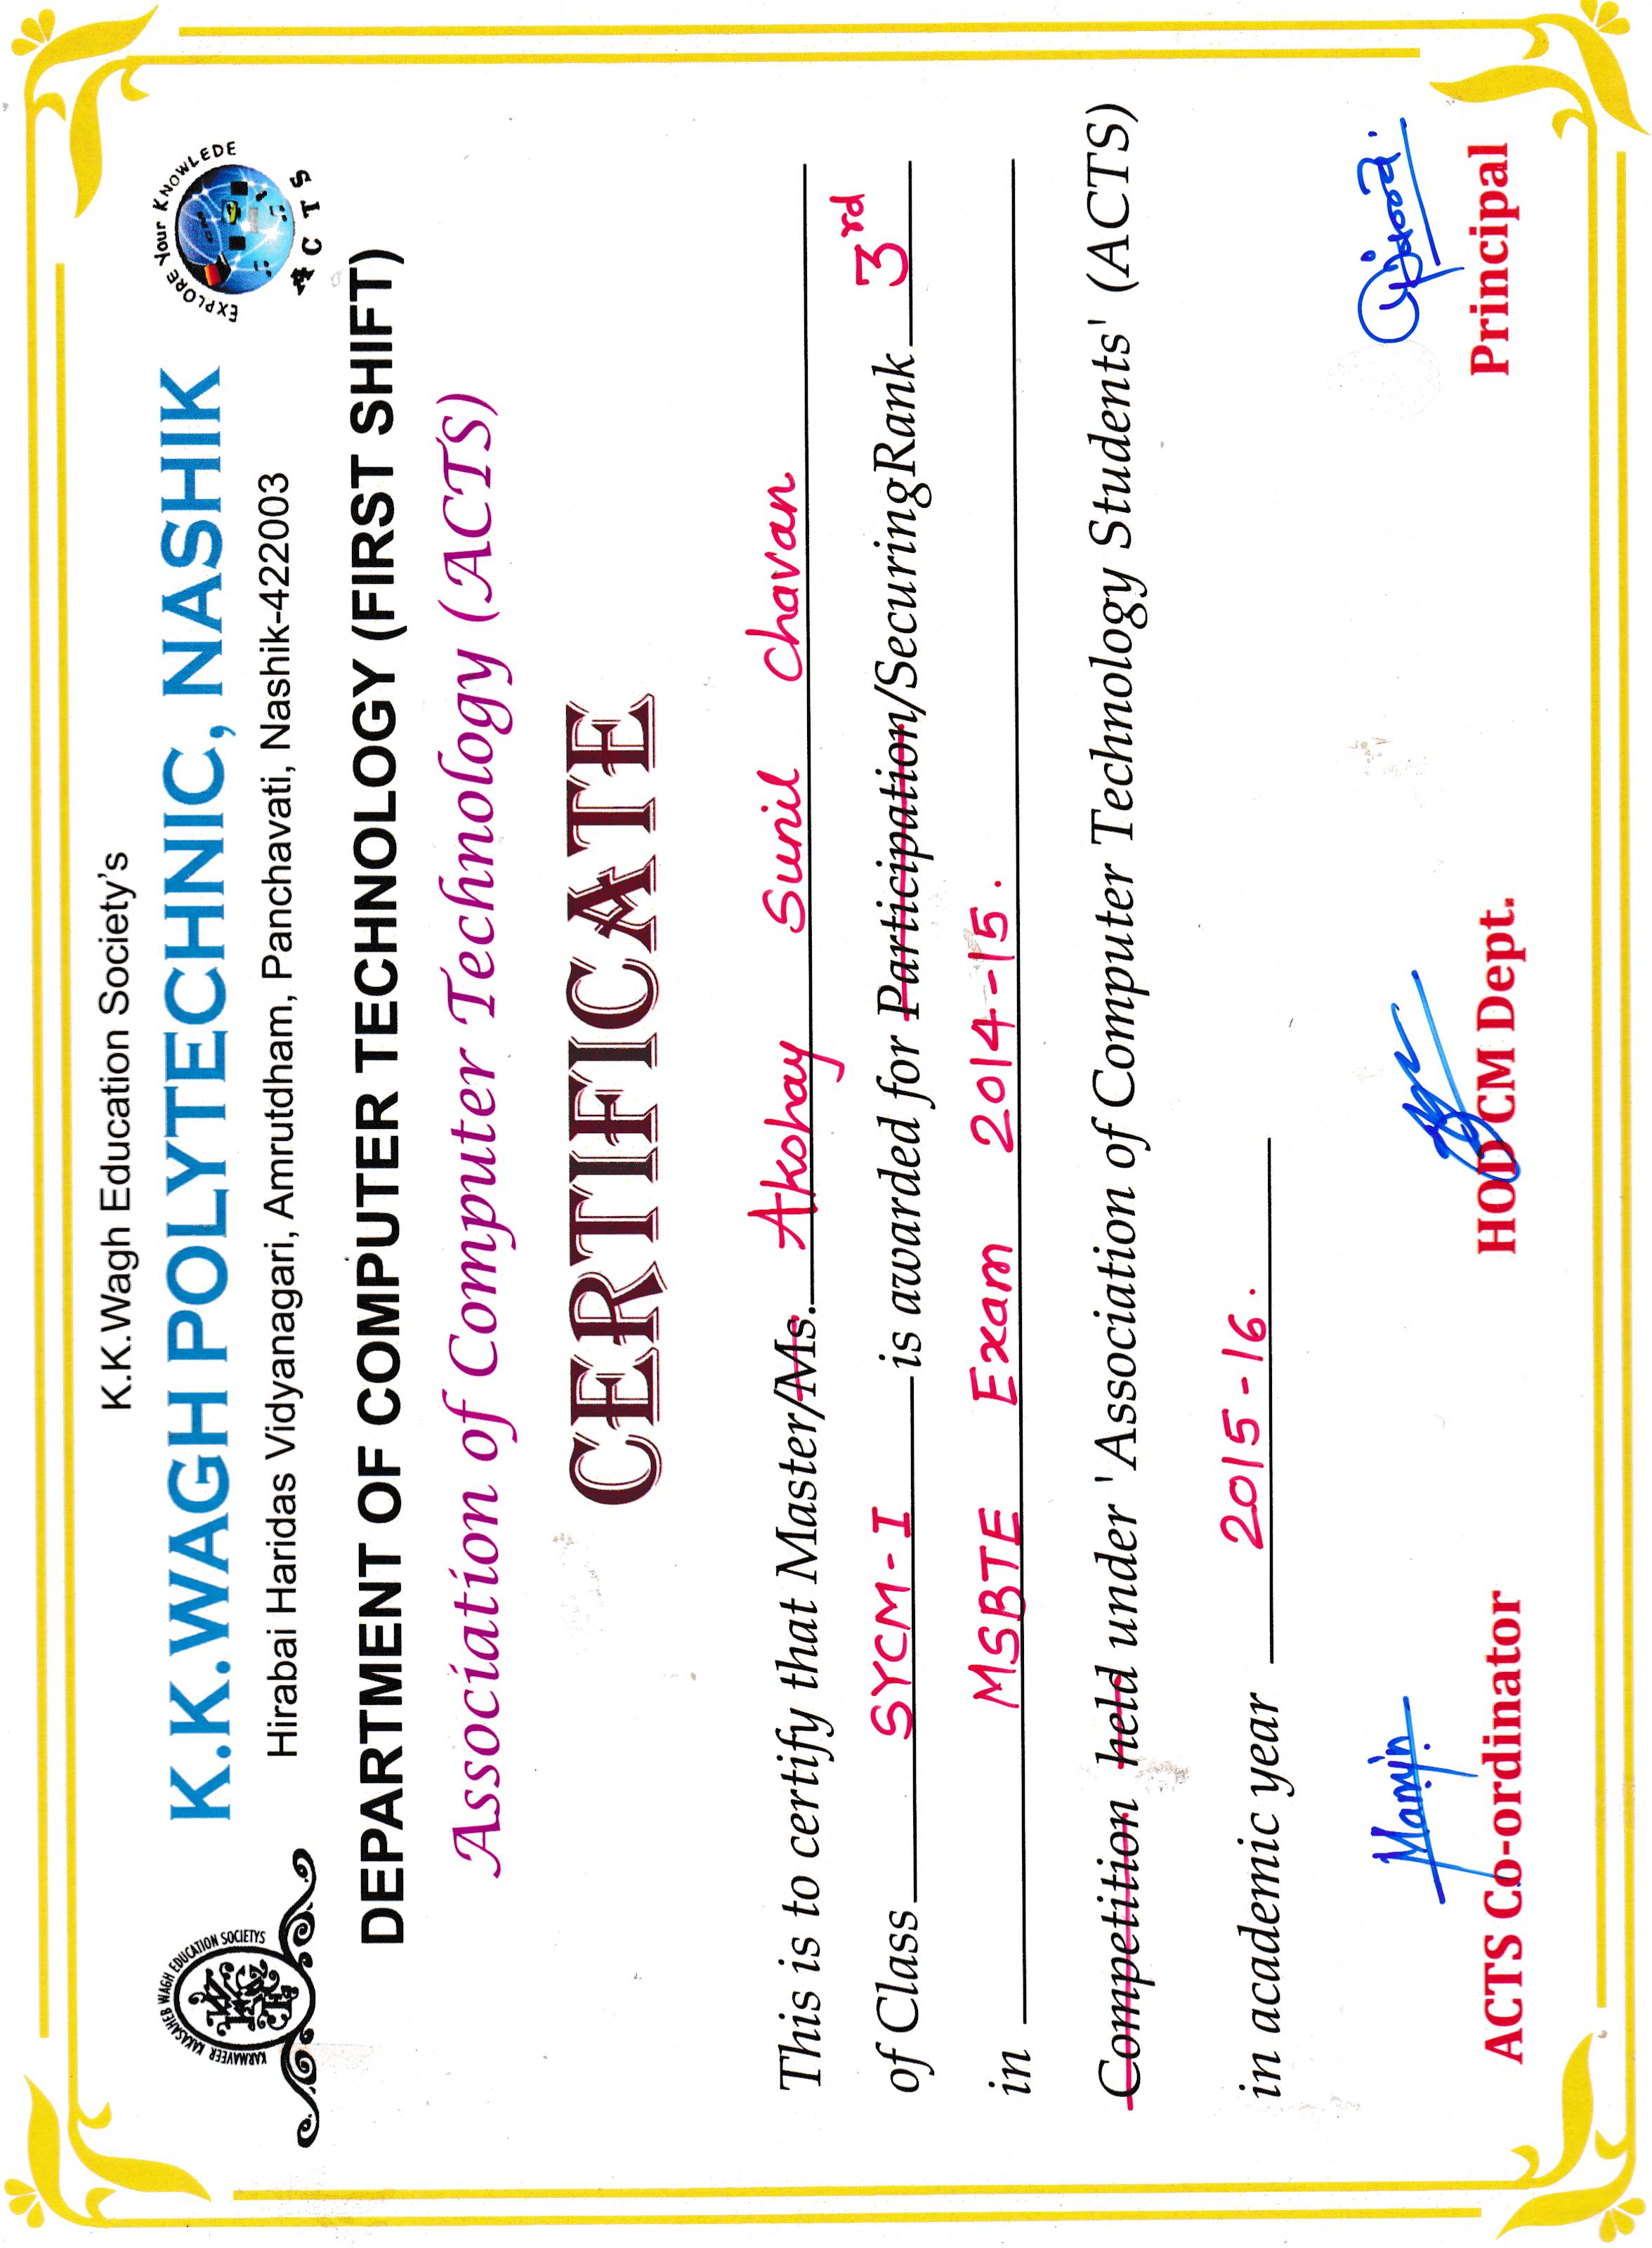 K.K.Wagh Education Society's
K.K.WAGH POLYTECHNIC, NASHIK
Hirabai Haridas Vidyanagari, Amrutdham, Panchavati, Nashik-422003
KARMAVEER KAKASAHEB WAGH EDUCATION SOCIETYS
EXPLORE Your KNOWLEDE
ACTS
DEPARTMENT OF COMPUTER TECHNOLOGY (FIRST SHIFT)
Association of Computer Technology (ACTS)
CERTIFICATE
This is to certify that Master/Ms. Akshay Sunil Chavan
of Class SYCM-I is awarded for Participation/SecuringRank 3rd
in MSBTE Exam 2014-15.
Competition held under 'Association of Computer Technology Students' (ACTS)
in academic year 2015-16.
ACTS Co-ordinator HOD CM Dept. Principal